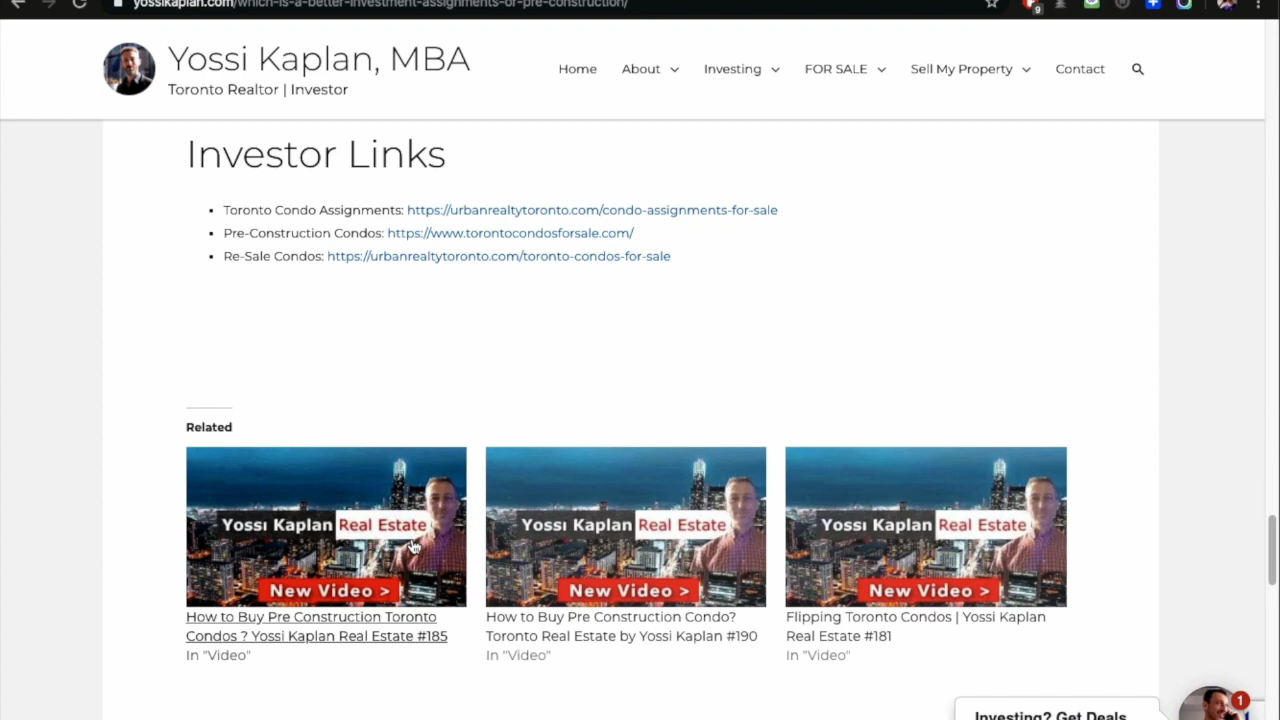 yossikaplan.com/which-is-a-better-investment-assignments-or-pre-construction/
9
Yossi Kaplan, MBA
Toronto Realtor | Investor
Home About Investing FOR SALE Sell My Property Contact
Investor Links
Toronto Condo Assignments: https://urbanrealtytoronto.com/condo-assignments-for-sale
Pre-Construction Condos: https://www.torontocondosforsale.com/
Re-Sale Condos: https://urbanrealtytoronto.com/toronto-condos-for-sale
Related
Yossi Kaplan Real Estate
New Video >
How to Buy Pre Construction Toronto
Condos ? Yossi Kaplan Real Estate #185
In "Video"
Yossi Kaplan Real Estate
New Video >
How to Buy Pre Construction Condo?
Toronto Real Estate by Yossi Kaplan #190
In "Video"
Yossi Kaplan Real Estate
New Video >
Flipping Toronto Condos | Yossi Kaplan
Real Estate #181
In "Video"
Investing? Get Deals
1